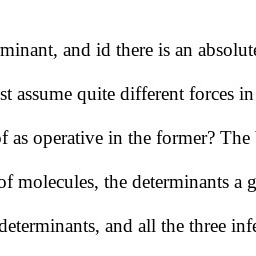 minant, and id there is an absolute
st assume quite different forces in
of as operative in the former? The
of molecules, the determinants a g
determinants, and all the three infe